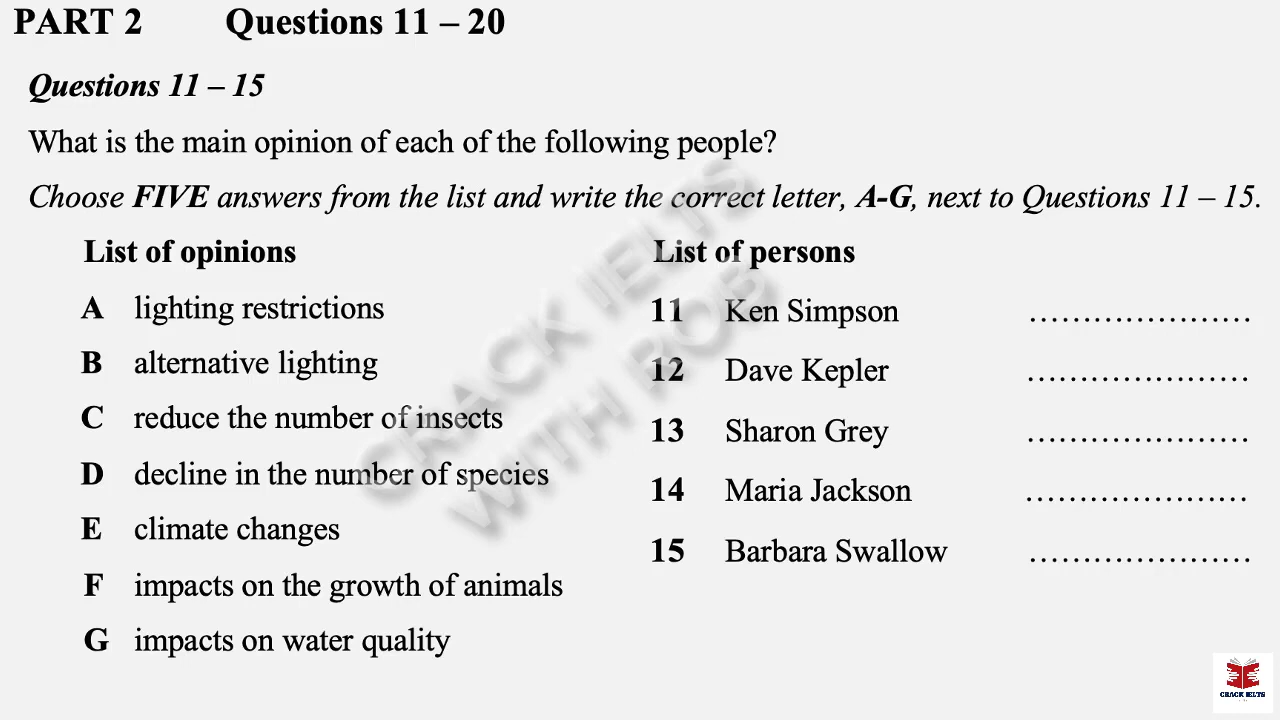 PART 2 Questions 11 – 20
Questions 11 – 15
What is the main opinion of each of the following people?
Choose FIVE answers from the list and write the correct letter, A-G, next to Questions 11 – 15.
List of opinions
A lighting restrictions
B alternative lighting
C reduce the number of insects
D decline in the number of species
E climate changes
F impacts on the growth of animals
G impacts on water quality
List of persons
11 Ken Simpson ………………….
12 Dave Kepler ………………….
13 Sharon Grey ………………….
14 Maria Jackson ………………….
15 Barbara Swallow ………………….
CRACK IELTS
WITH ROB
CRACK IELTS